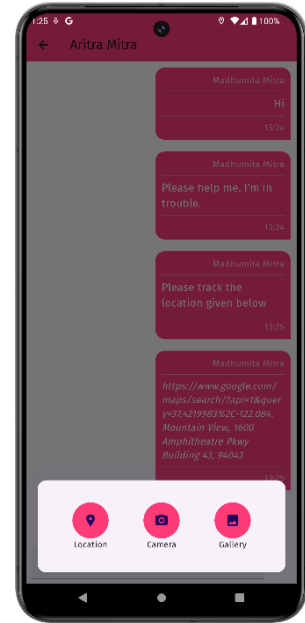 1:25 G 100%
Aritra Mitra
Madhumita Mitra
Hi
13:24
Madhumita Mitra
Please help me. I'm in
trouble.
13:24
Madhumita Mitra
Please track the
location given below
13:25
Madhumita Mitra
https://www.google.com/
maps/search/?api=1&quer
y=37.4219983%2C-122.084.
Mountain View, 1600
Amphitheatre Pkwy
Building 43, 94043
Location Camera Gallery